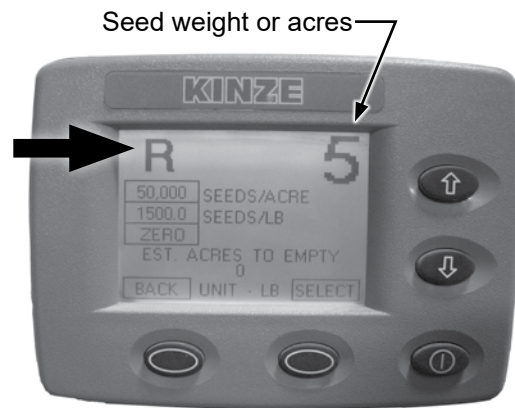 Seed weight or acres
KINZE
R 5
50,000 SEEDS/ACRE
1500.0 SEEDS/LB
ZERO
EST. ACRES TO EMPTY
0
BACK UNIT - LB SELECT